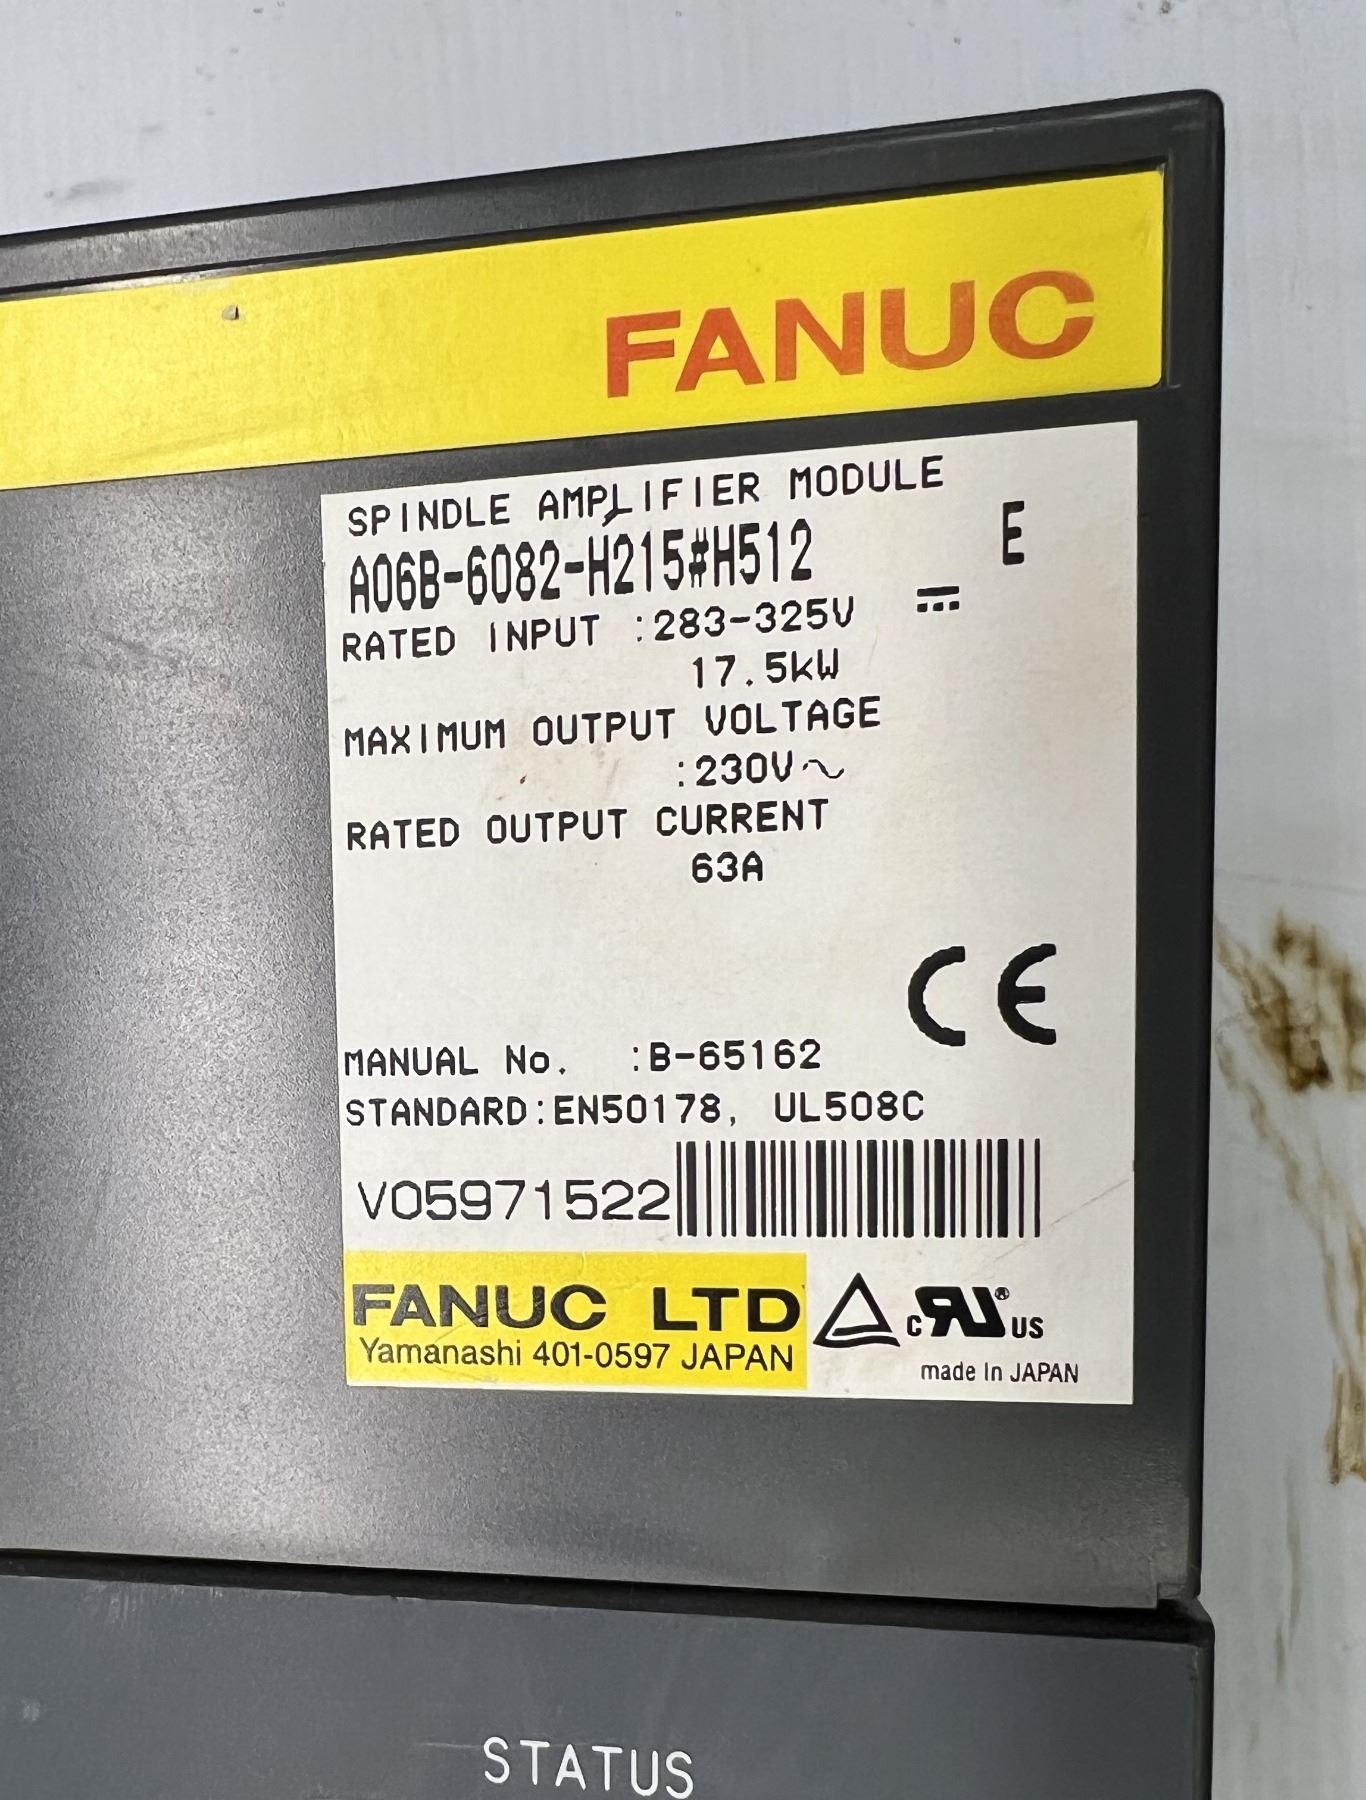 FANUC
SPINDLE AMPLIFIER MODULE
A06B-6082-H215#H512 E
RATED INPUT :283-325V ⎓
17.5kW
MAXIMUM OUTPUT VOLTAGE
:230V～
RATED OUTPUT CURRENT
63A
CE
MANUAL No. :B-65162
STANDARD:EN50178, UL508C
V05971522
FANUC LTD
Yamanashi 401-0597 JAPAN
c RU ® US
made In JAPAN
STATUS